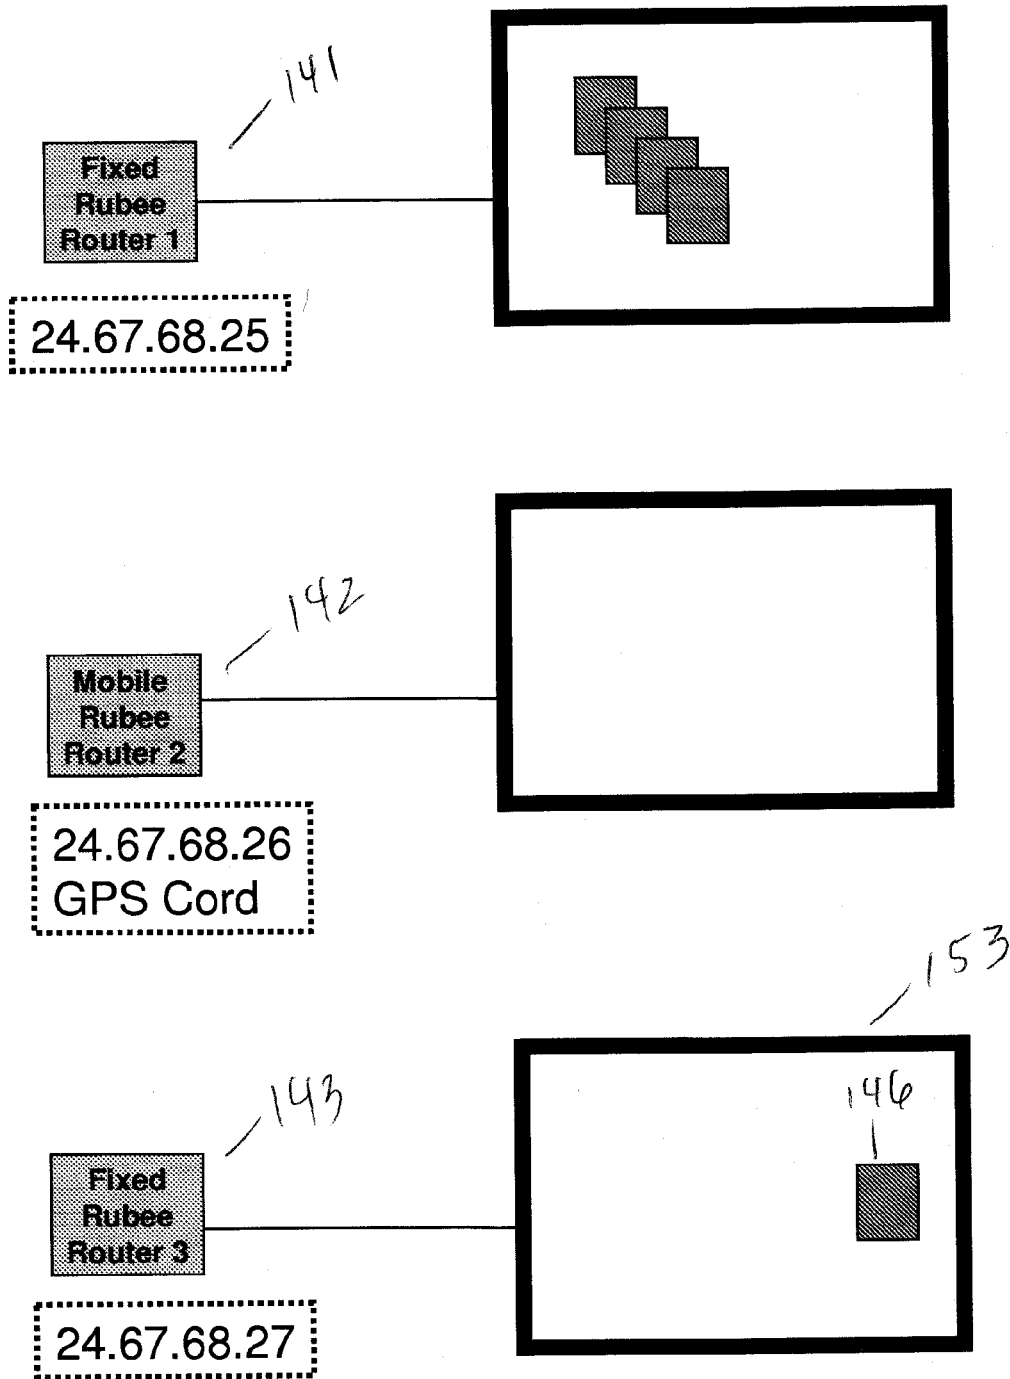 141
Fixed
Rubee
Router 1
24.67.68.25
142
Mobile
Rubee
Router 2
24.67.68.26
GPS Cord
153
143
146
Fixed
Rubee
Router 3
24.67.68.27